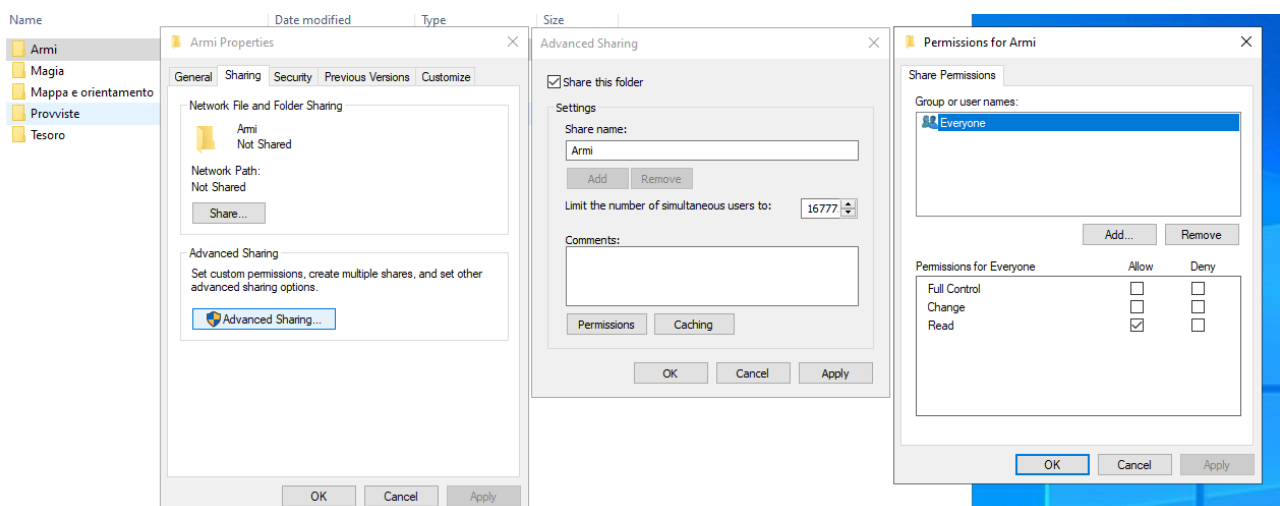 Name Date modified Type Size
Armi
Magia
Mappa e orientamento
Provviste
Tesoro
Armi Properties
General Sharing Security Previous Versions Customize
Network File and Folder Sharing
Armi
Not Shared
Network Path:
Not Shared
Share...
Advanced Sharing
Set custom permissions, create multiple shares, and set other
advanced sharing options.
Advanced Sharing...
OK Cancel Apply
Advanced Sharing
Share this folder
Settings
Share name:
Armi
Add Remove
Limit the number of simultaneous users to: 16777
Comments:
Permissions Caching
OK Cancel Apply
Permissions for Armi
Share Permissions
Group or user names:
Everyone
Add... Remove
Permissions for Everyone Allow Deny
Full Control
Change
Read
OK Cancel Apply